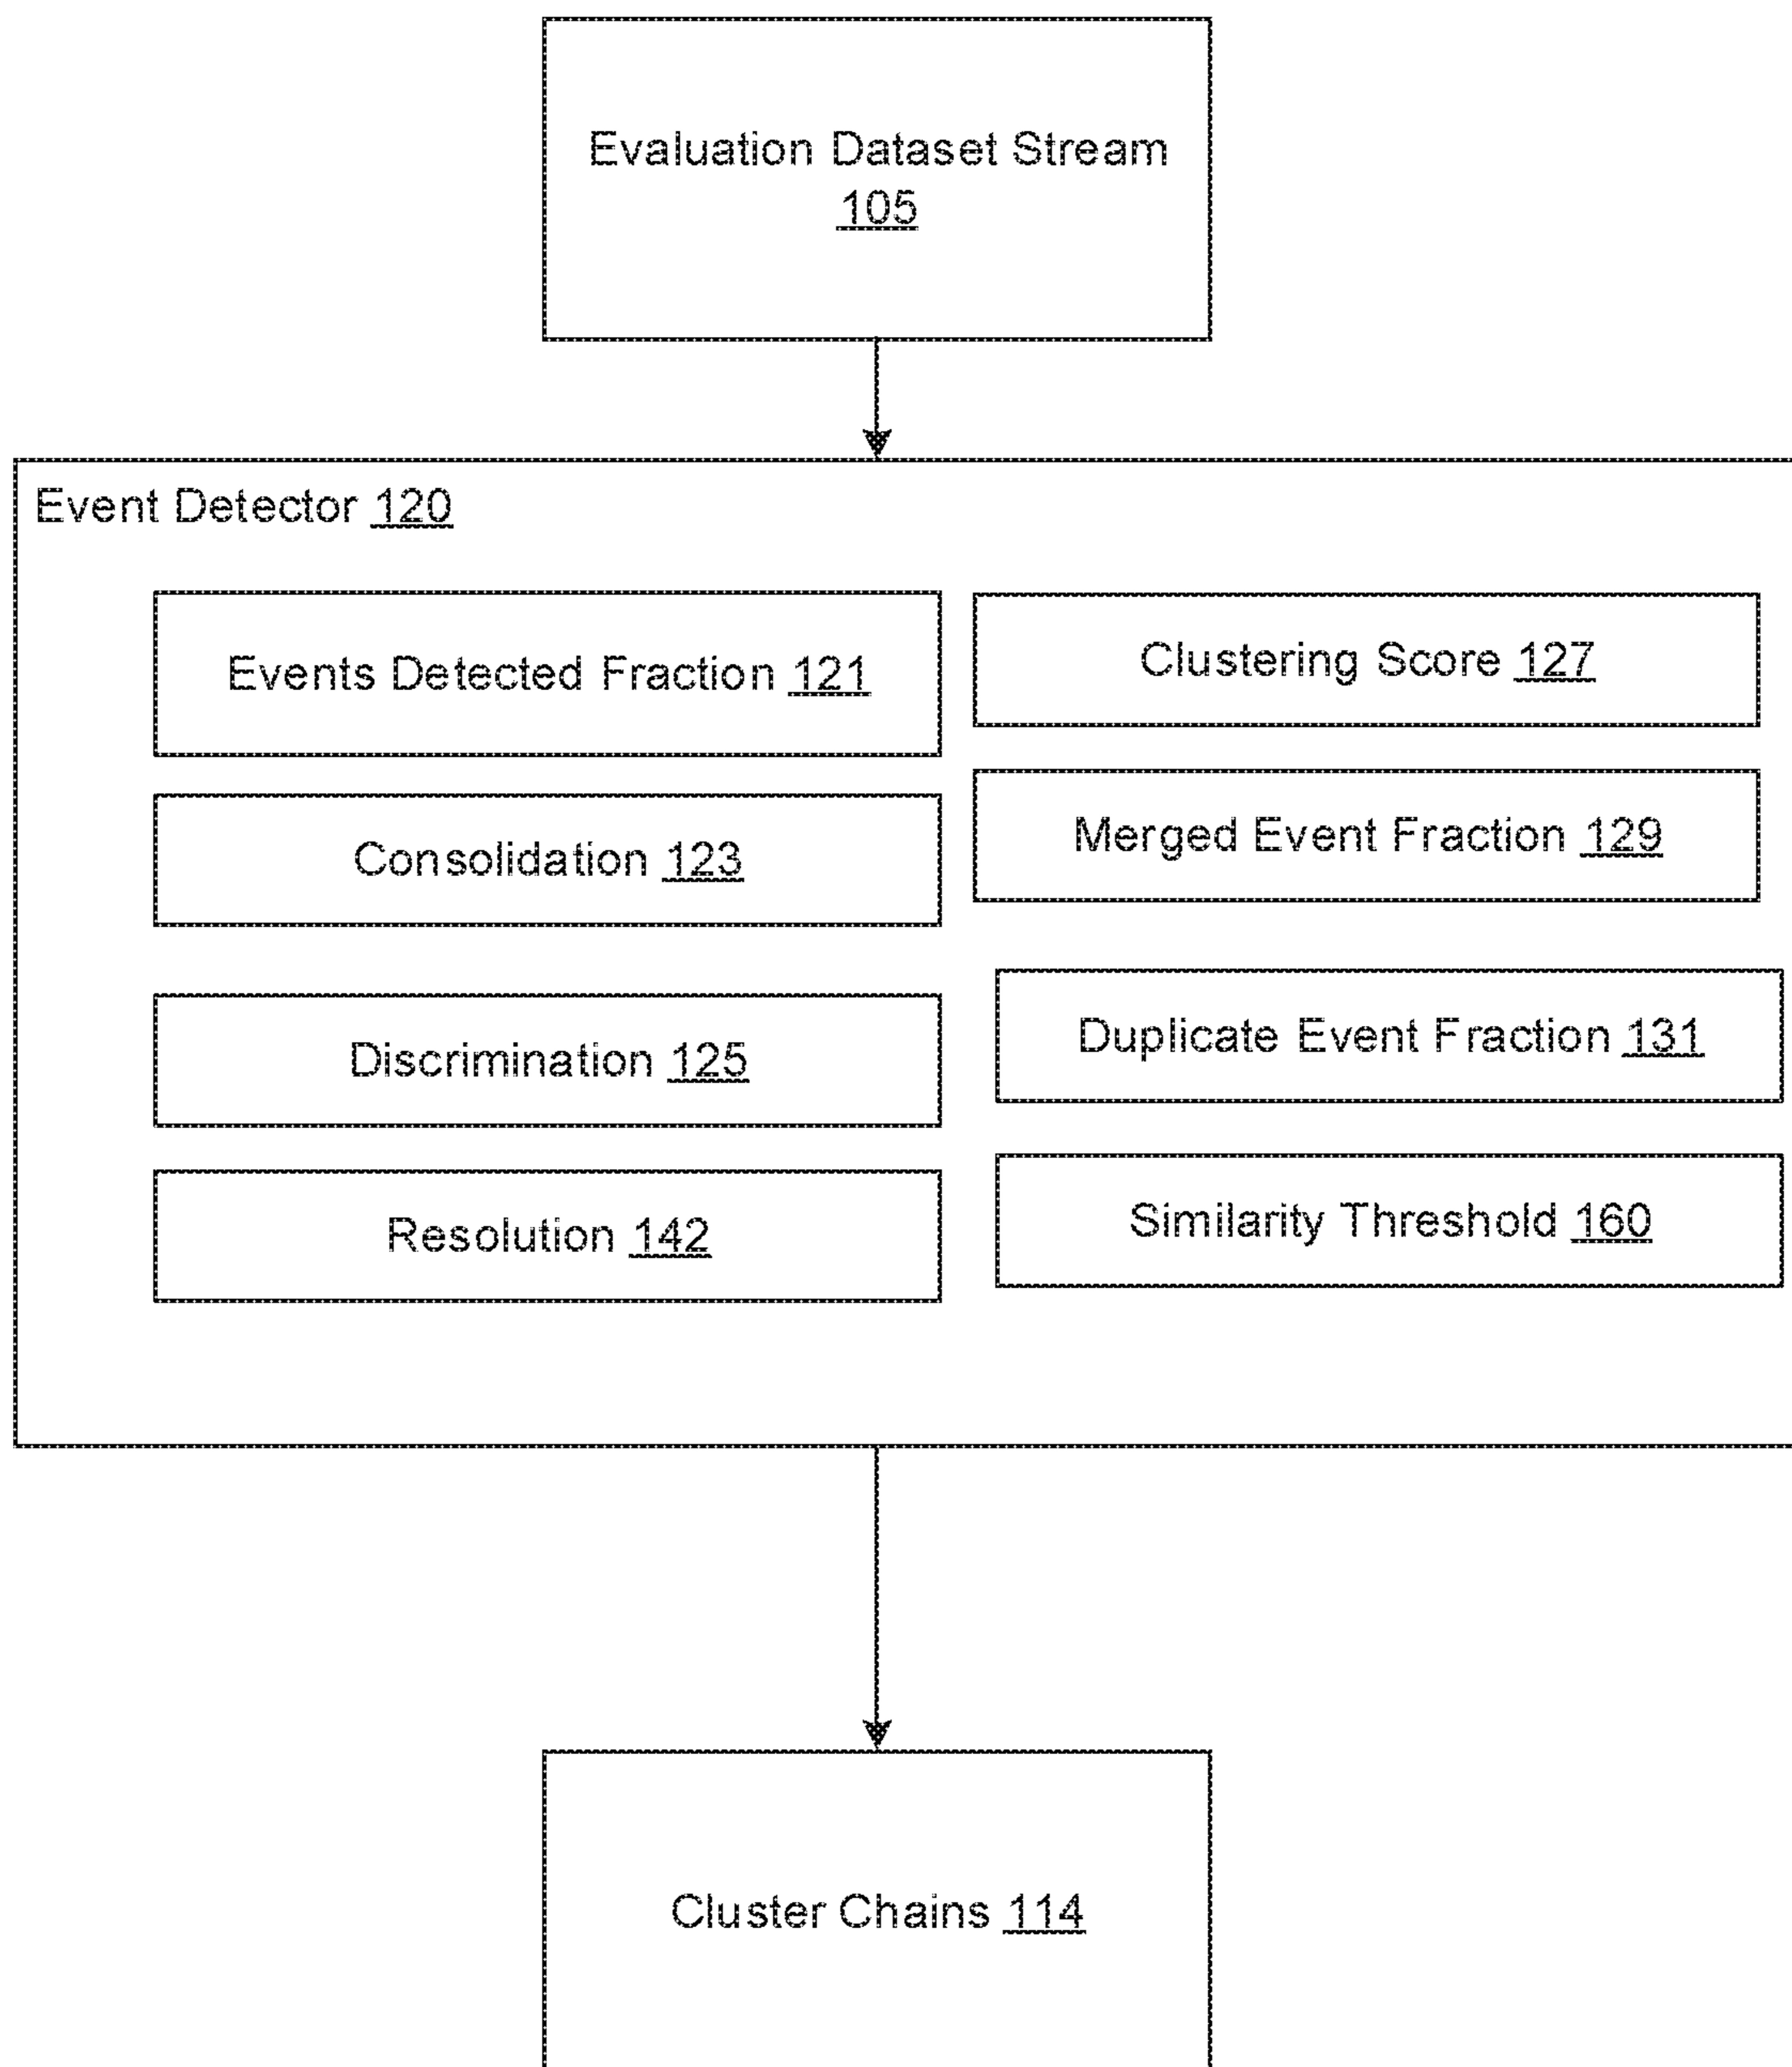 Evaluation Dataset Stream
105
Event Detector 120
Events Detected Fraction 121
Clustering Score 127
Consolidation 123
Merged Event Fraction 129
Discrimination 125
Duplicate Event Fraction 131
Resolution 142
Similarity Threshold 160
Cluster Chains 114